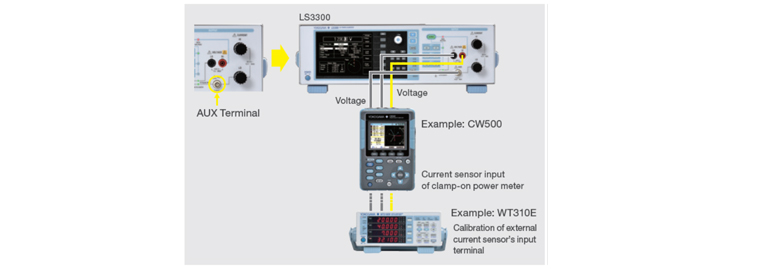 LS3300
AUX Terminal
Voltage
Voltage
Example: CW500
Current sensor input
of clamp-on power meter
Example: WT310E
Calibration of external
current sensor's input
terminal